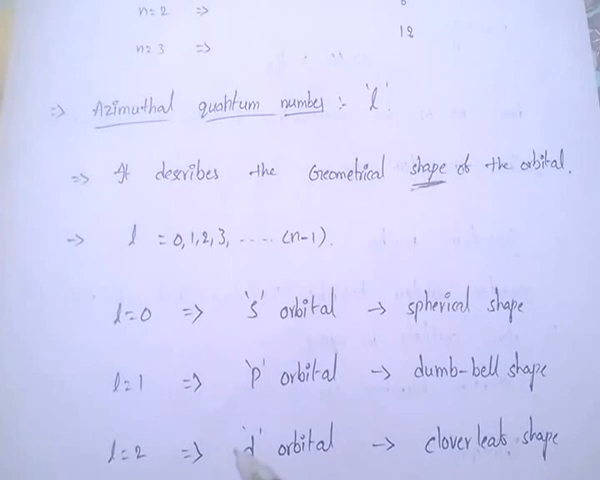 n=2 =>
n=3 => 12
=> Azimuthal quantum number :- 'l'.
=> It describes the Geometrical shape of the orbital.
-> l = 0, 1, 2, 3, ..... (n-1).
l=0 => 's' orbital -> spherical shape
l=1 => 'p' orbital -> dumb-bell shape
l=2 => 'd' orbital -> clover leaf shape